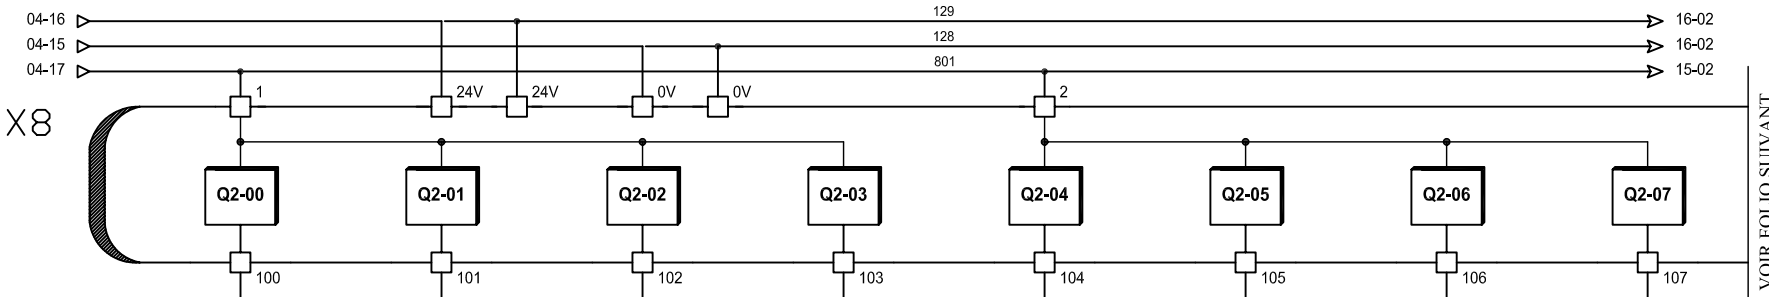 04-16 129 16-02
04-15 128 16-02
04-17 801 15-02
1 24V 24V 0V 0V 2
X8
Q2-00 Q2-01 Q2-02 Q2-03 Q2-04 Q2-05 Q2-06 Q2-07
100 101 102 103 104 105 106 107
VOIR FOLIO SUIVANT